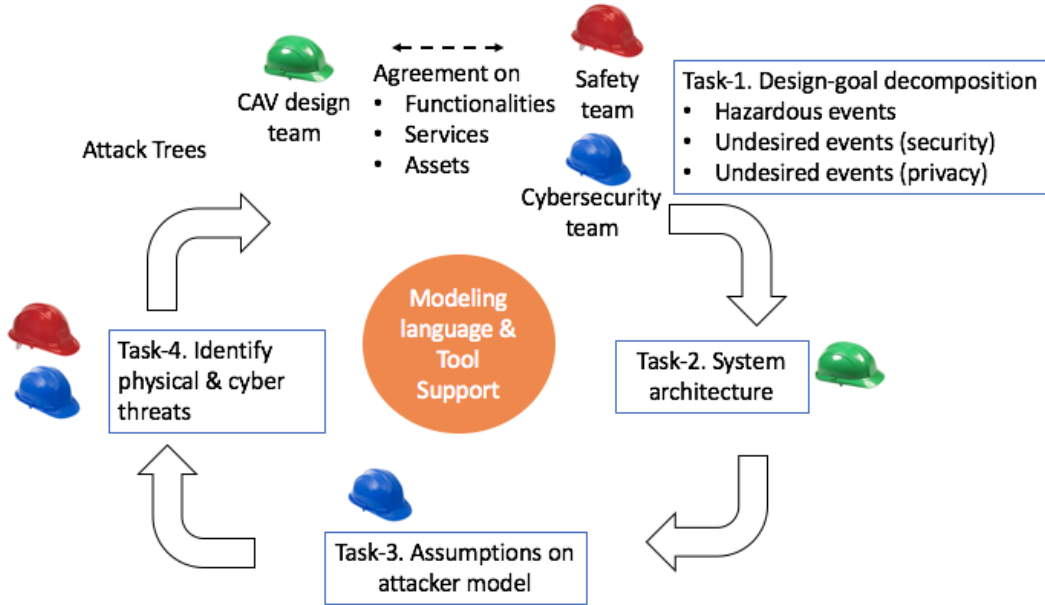 CAV design
team
Agreement on
• Functionalities
• Services
• Assets
Safety
team
Cybersecurity
team
Task-1. Design-goal decomposition
• Hazardous events
• Undesired events (security)
• Undesired events (privacy)
Attack Trees
Modeling
language &
Tool
Support
Task-2. System
architecture
Task-3. Assumptions on
attacker model
Task-4. Identify
physical & cyber
threats